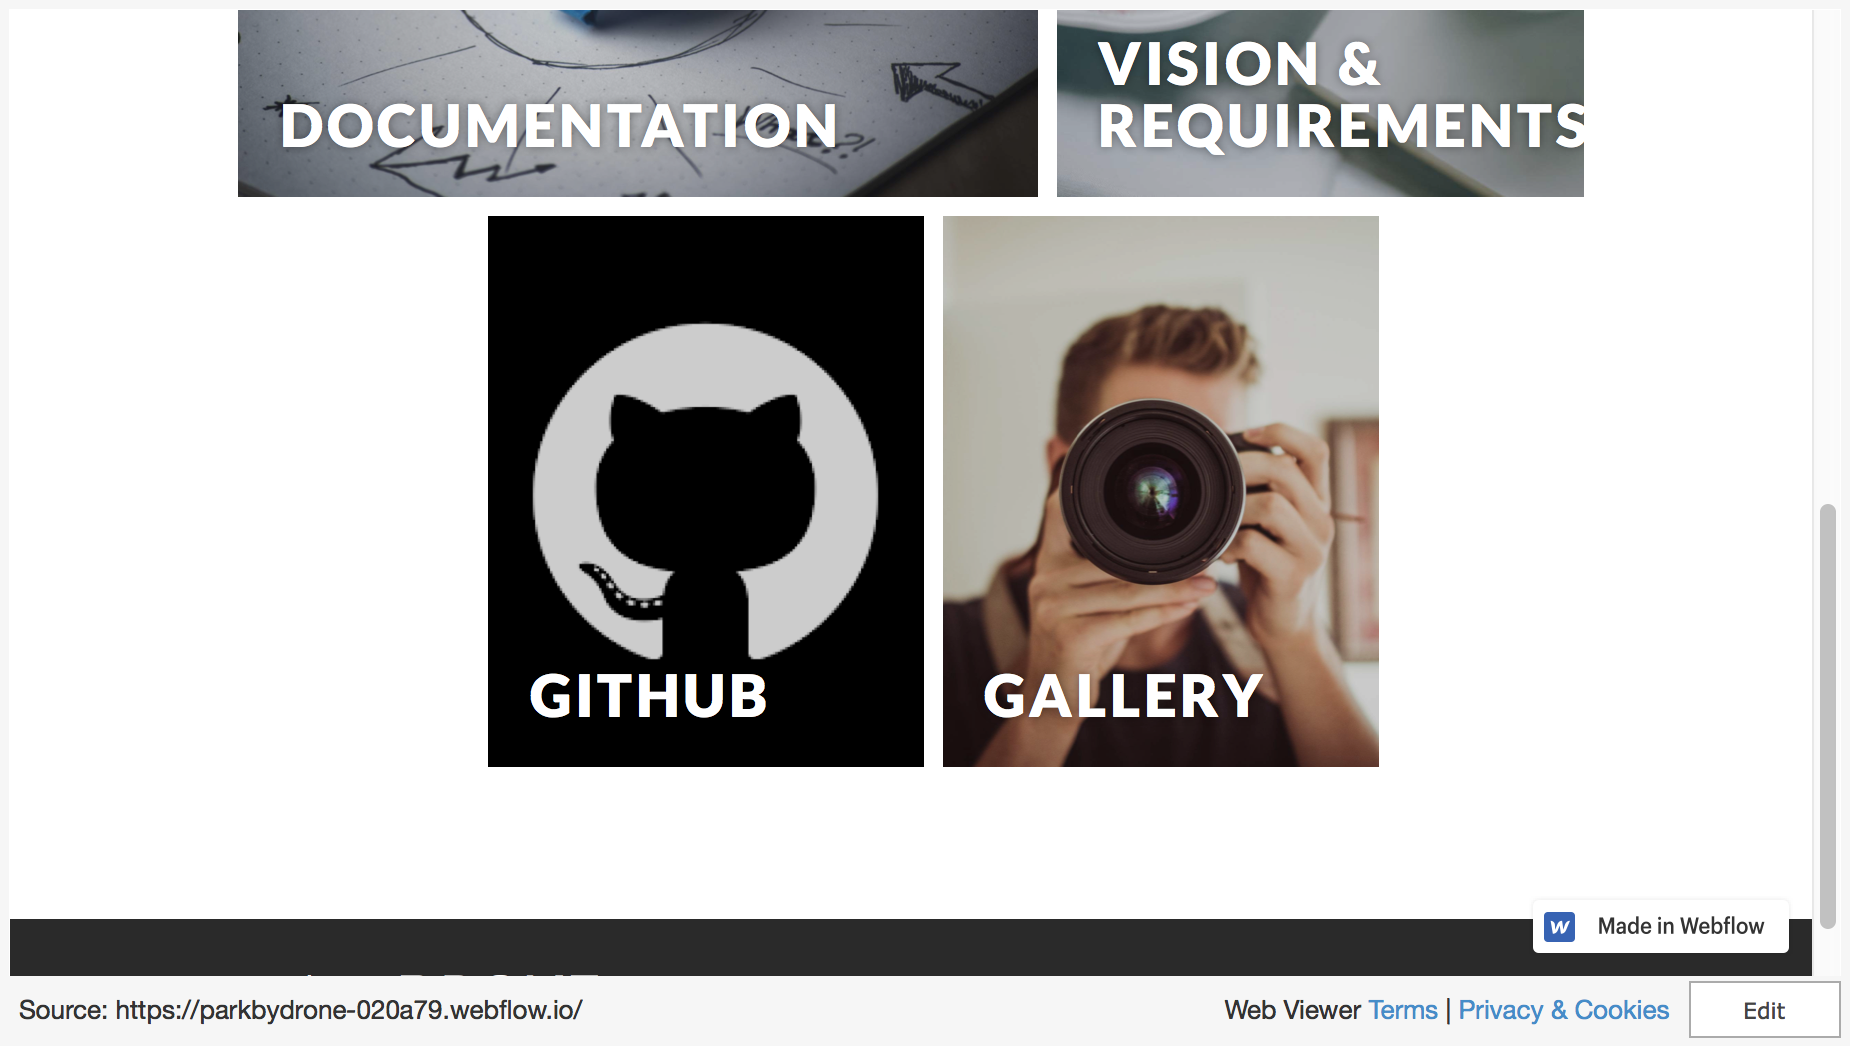 DOCUMENTATION
VISION &
REQUIREMENTS
GITHUB
GALLERY
Made in Webflow
Source: https://parkbydrone-020a79.webflow.io/
Web Viewer Terms | Privacy & Cookies
Edit